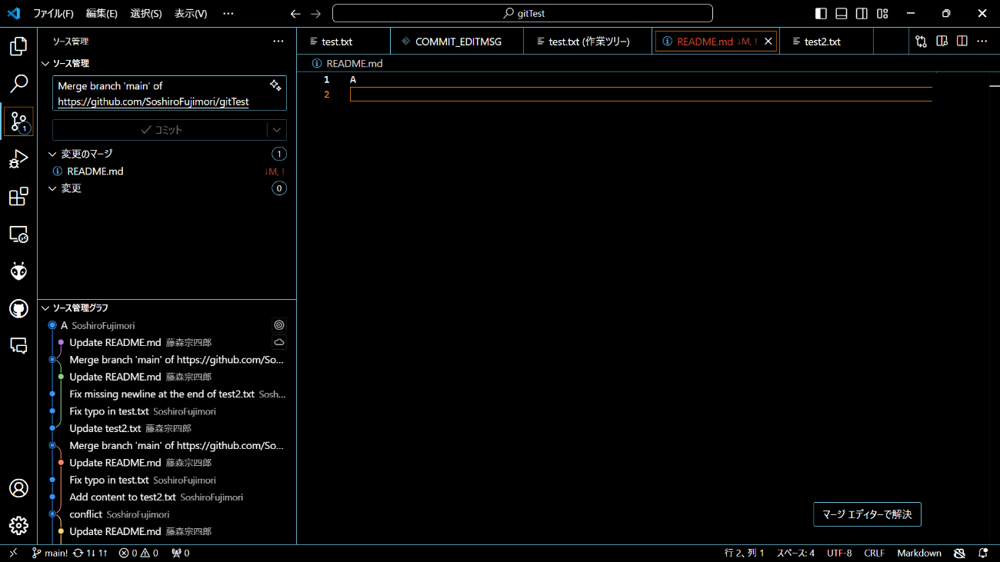 ファイル(F) 編集(E) 選択(S) 表示(V) … gitTest
ソース管理 …
ソース管理
Merge branch 'main' of
https://github.com/SoshiroFujimori/gitTest
コミット
変更のマージ 1
README.md ↓M, !
変更 0
ソース管理グラフ
A SoshiroFujimori
Update README.md 藤森宗四郎
Merge branch 'main' of https://github.com/So...
Update README.md 藤森宗四郎
Fix missing newline at the end of test2.txt Sosh...
Fix typo in test.txt SoshiroFujimori
Update test2.txt 藤森宗四郎
Merge branch 'main' of https://github.com/So...
Update README.md 藤森宗四郎
Fix typo in test.txt SoshiroFujimori
Add content to test2.txt SoshiroFujimori
conflict SoshiroFujimori
Update README.md 藤森宗四郎
test.txt COMMIT_EDITMSG test.txt (作業ツリー) README.md ↓M, ! test2.txt
README.md
1 A
2
マージ エディターで解決
1
main! 1↓ 1↑ 0 0 0 行 2、列 1 スペース: 4 UTF-8 CRLF Markdown